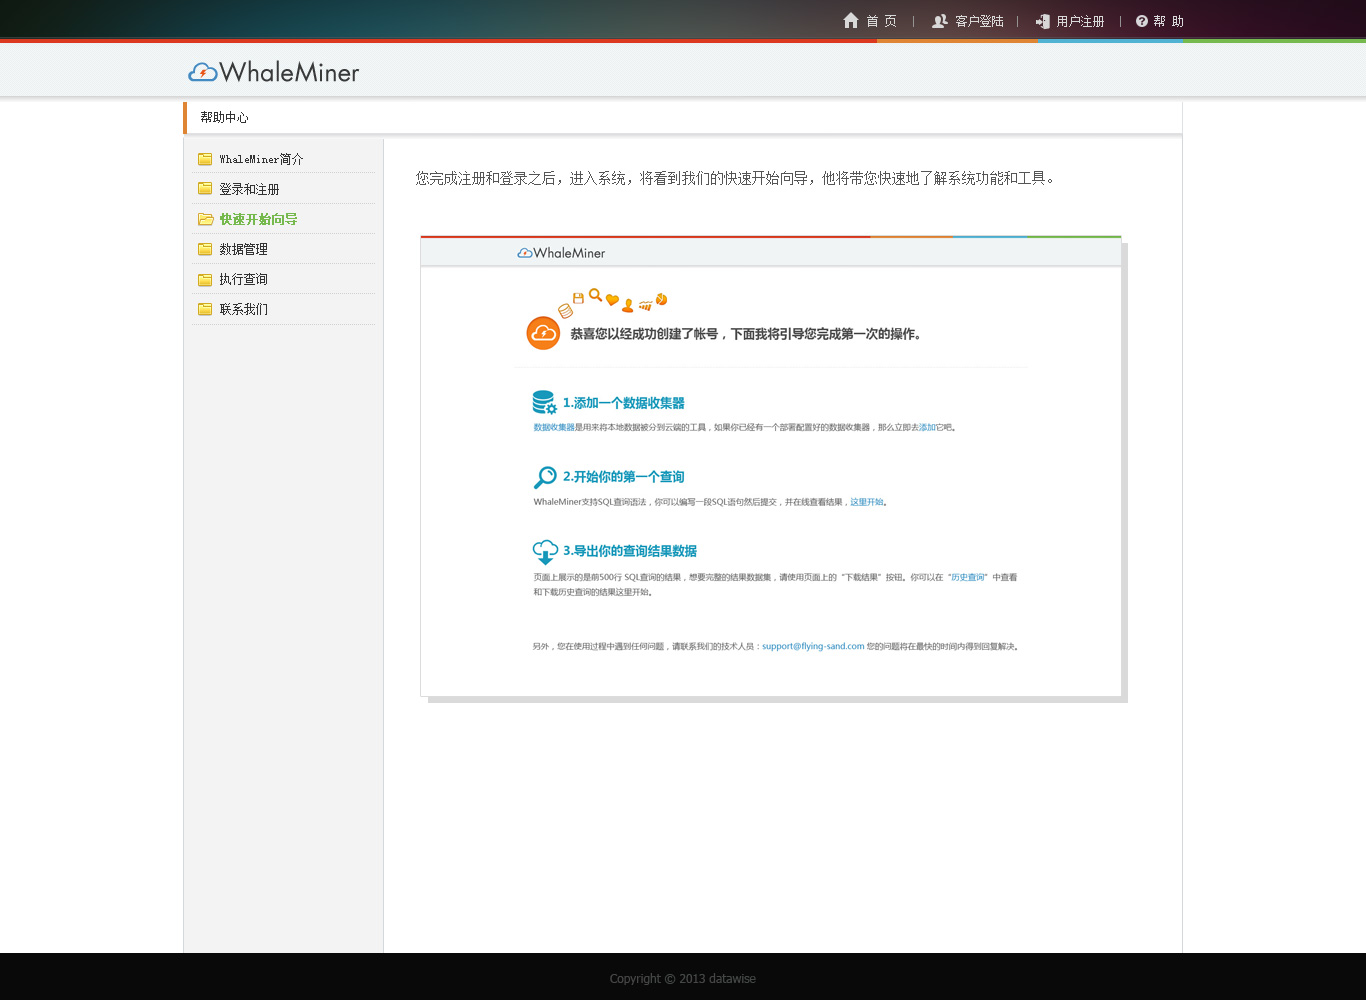 首 页 | 客户登陆 | 用户注册 | 帮 助
WhaleMiner
帮助中心
WhaleMiner简介
登录和注册
快速开始向导
数据管理
执行查询
联系我们
您完成注册和登录之后，进入系统，将看到我们的快速开始向导，他将带您快速地了解系统功能和工具。
WhaleMiner
恭喜您以经成功创建了帐号，下面我将引导您完成第一次的操作。
1.添加一个数据收集器
数据收集器是用来将本地数据被分到云端的工具，如果你已经有一个部署配置好的数据收集器，那么立即去添加它吧。
2.开始你的第一个查询
WhaleMiner支持SQL查询语法，你可以编写一段SQL语句然后提交，并在线查看结果，这里开始。
3.导出你的查询结果数据
页面上展示的是前500行 SQL查询的结果，想要完整的结果数据集，请使用页面上的“下载结果”按钮。你可以在“历史查询”中查看
和下载历史查询的结果这里开始。
另外，您在使用过程中遇到任何问题，请联系我们的技术人员：support@flying-sand.com 您的问题将在最快的时间内得到回复解决。
Copyright © 2013 datawise